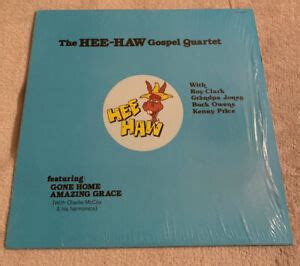 The HEE-HAW Gospel Quartet
With
Roy Clark
Grandpa Jones
Buck Owens
Kenny Price
HEE
HAW
featuring
GONE HOME
AMAZING GRACE
(With Charlie McCoy
& his harmonica)